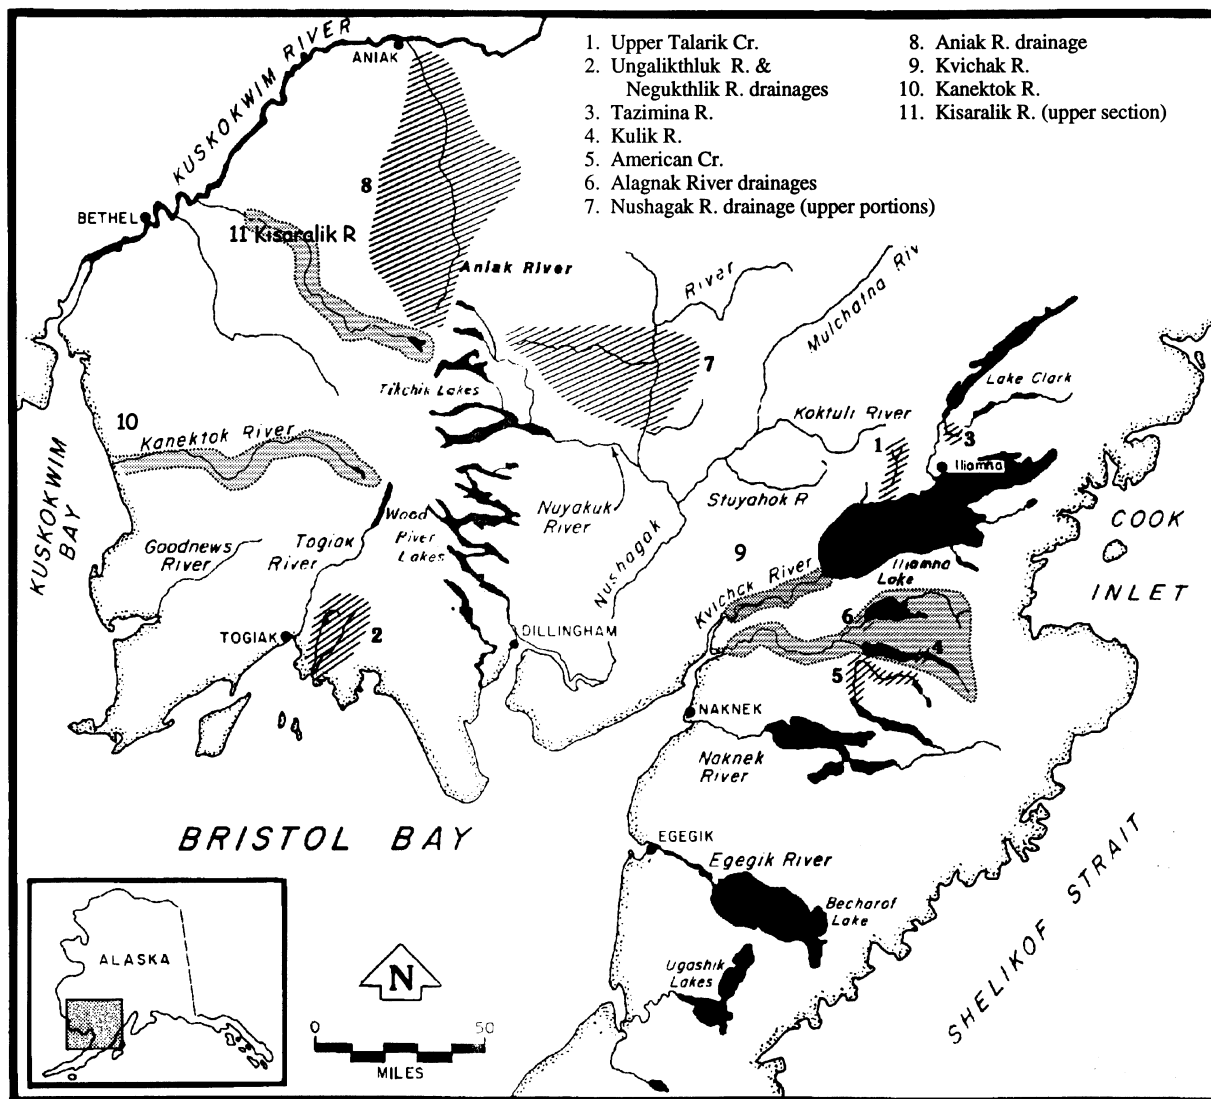 1. Upper Talarik Cr.
2. Ungalikthluk R. &
Negukthlik R. drainages
3. Tazimina R.
4. Kulik R.
5. American Cr.
6. Alagnak River drainages
7. Nushagak R. drainage (upper portions)
8. Aniak R. drainage
9. Kvichak R.
10. Kanektok R.
11. Kisaralik R. (upper section)
KUSKOKWIM RIVER
ANIAK
8
BETHEL
11 Kisaralik R
Aniak River
River
Mulchatna Riv
7
Tikchik Lakes
Lake Clark
Koktuli River
10
Kanektok River
1
3
Iliamna
KUSKOKWIM
BAY
Stuyahok R
Nuyakuk
River
Wood
River
Lakes
COOK
INLET
Goodnews
River
Togiak
River
Nushagak
9
Kvichak River
Iliamna
Lake
6
4
5
TOGIAK
2
DILLINGHAM
NAKNEK
Naknek
River
BRISTOL BAY
EGEGIK
Egegik River
Becharof
Lake
Ugashik
Lakes
SHELIKOF STRAIT
ALASKA
N
0 50
MILES